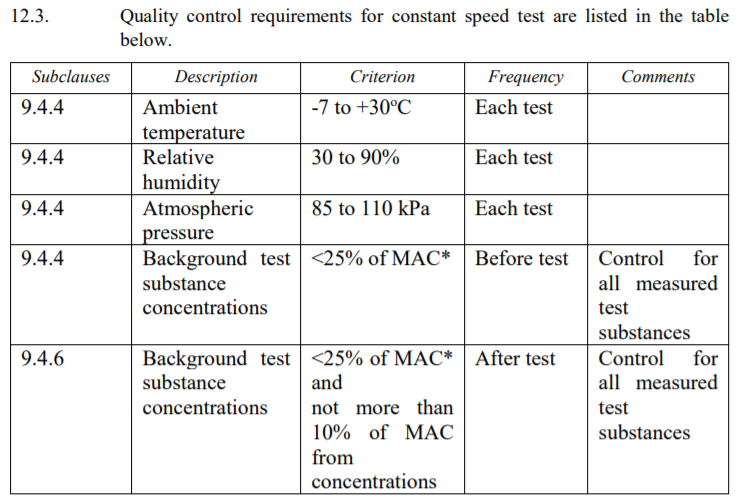 12.3. Quality control requirements for constant speed test are listed in the table
below.
Subclauses Description Criterion Frequency Comments
9.4.4 Ambient -7 to +30ºC Each test
temperature
9.4.4 Relative 30 to 90% Each test
humidity
9.4.4 Atmospheric 85 to 110 kPa Each test
pressure
9.4.4 Background test <25% of MAC* Before test Control for
substance all measured
concentrations test
substances
9.4.6 Background test <25% of MAC* After test Control for
substance and all measured
concentrations not more than test
10% of MAC substances
from
concentrations